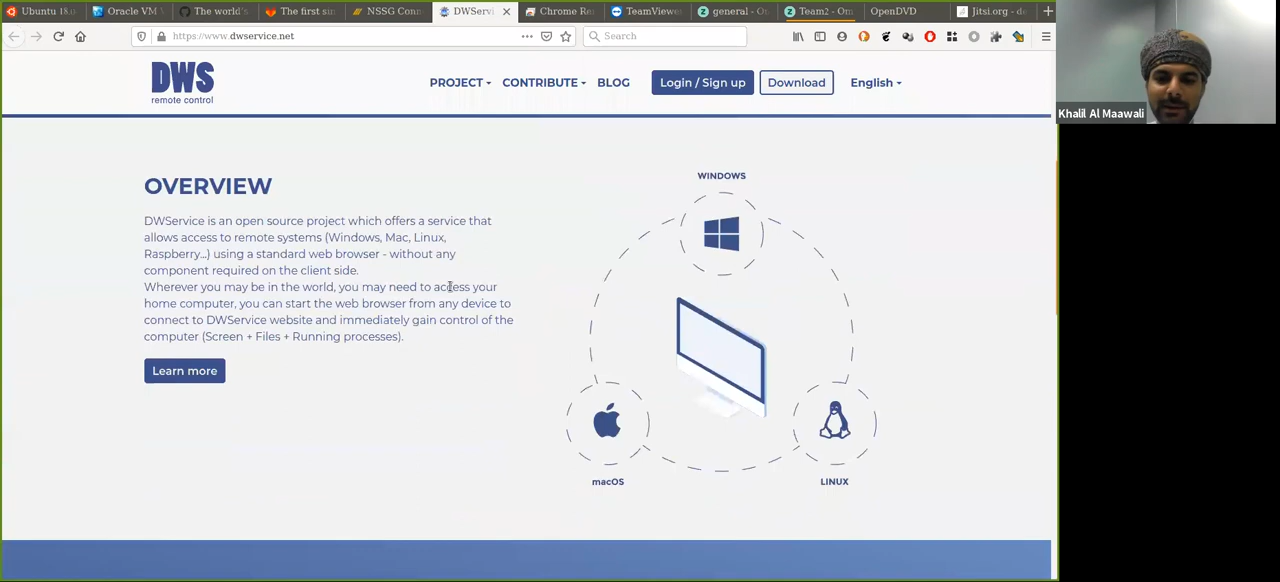 Ubuntu 18.0
Oracle VM V
The world's
The first sin
NSSG Conn
DWServi
Chrome Re
TeamViewe
general - On
Team2 - Om
OpenDVD
Jitsi.org - de
https://www.dwservice.net
Search
DWS
remote control
PROJECT
CONTRIBUTE
BLOG
Login / Sign up
Download
English
Khalil Al Maawali
OVERVIEW
DWService is an open source project which offers a service that
allows access to remote systems (Windows, Mac, Linux,
Raspberry...) using a standard web browser - without any
component required on the client side.
Wherever you may be in the world, you may need to access your
home computer, you can start the web browser from any device to
connect to DWService website and immediately gain control of the
computer (Screen + Files + Running processes).
Learn more
WINDOWS
macOS
LINUX